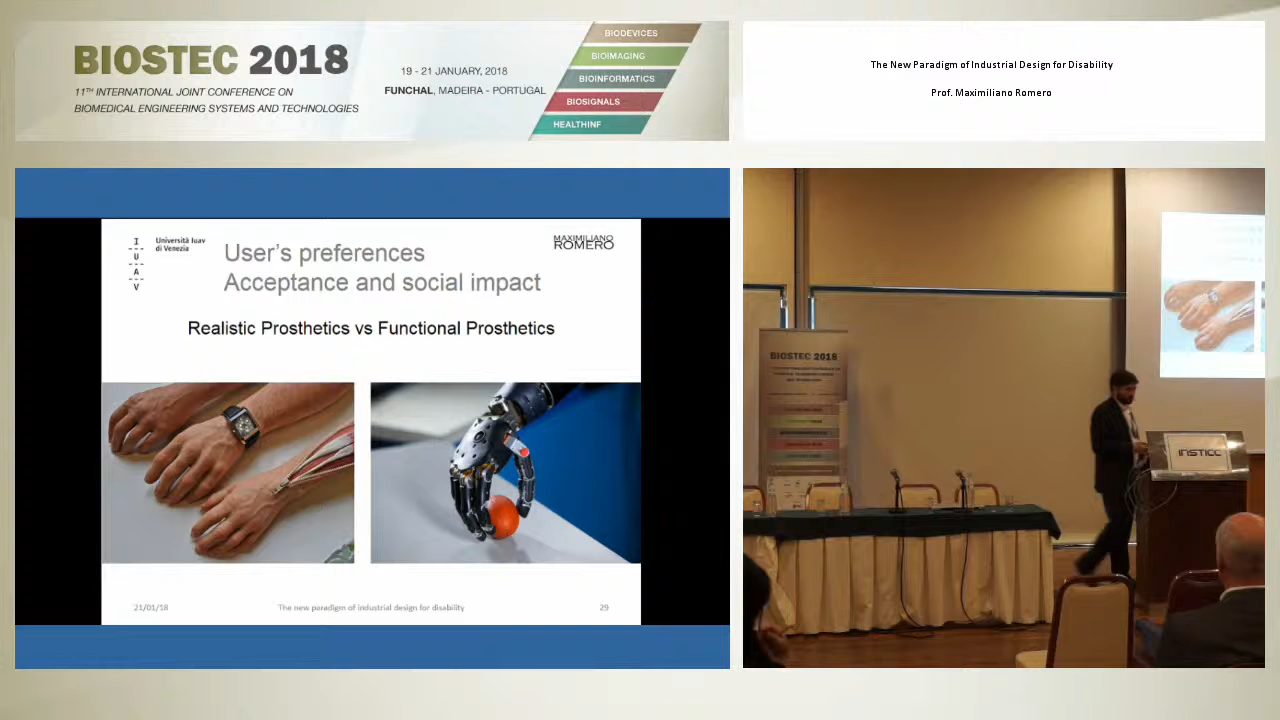 BIOSTEC 2018
11TH INTERNATIONAL JOINT CONFERENCE ON
BIOMEDICAL ENGINEERING SYSTEMS AND TECHNOLOGIES
19 - 21 JANUARY, 2018
FUNCHAL, MADEIRA - PORTUGAL
BIODEVICES
BIOIMAGING
BIOINFORMATICS
BIOSIGNALS
HEALTHINF
The New Paradigm of Industrial Design for Disability
Prof. Maximiliano Romero
I
U
A
V
Università Iuav
di Venezia
User's preferences
Acceptance and social impact
MAXIMILIANO
ROMERO
Realistic Prosthetics vs Functional Prosthetics
21/01/18
The new paradigm of industrial design for disability
29
BIOSTEC 2018
INSTICC